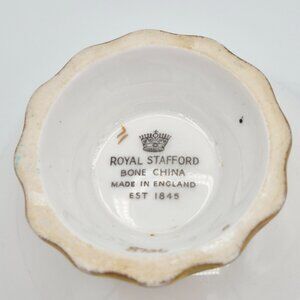 ROYAL STAFFORD
BONE CHINA
MADE IN ENGLAND
EST 1845